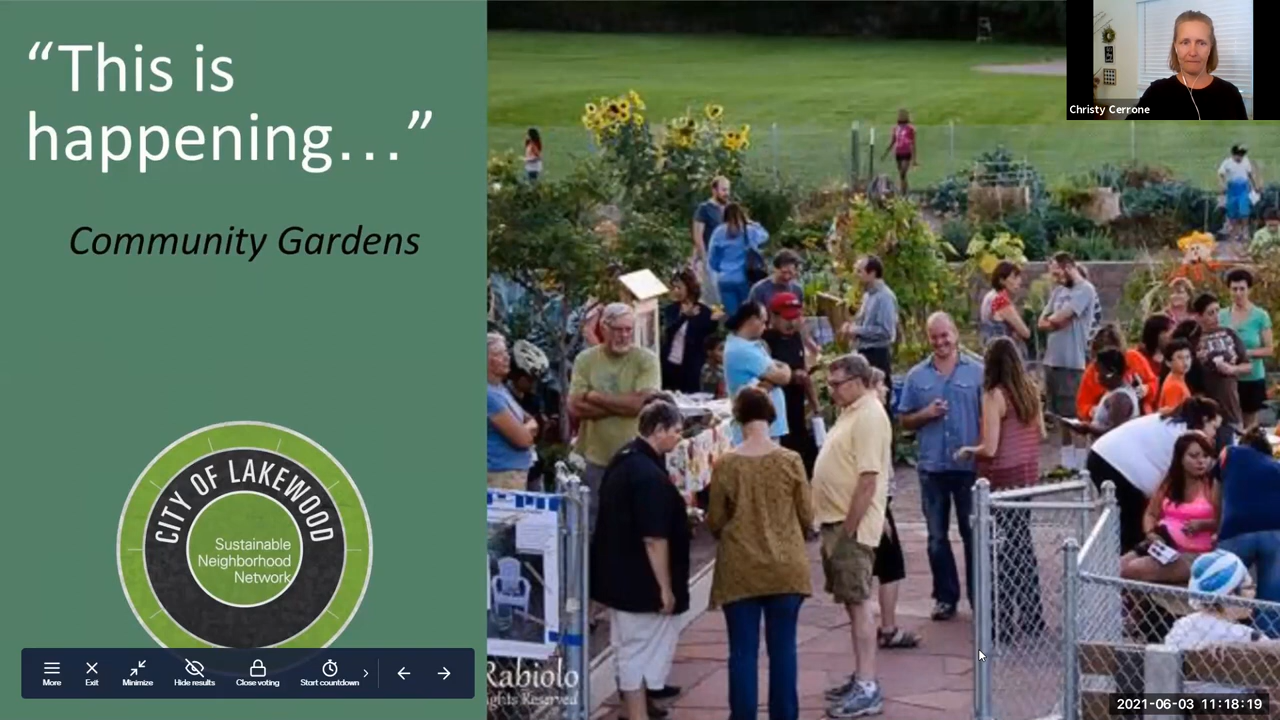 “This is
happening…”
Community Gardens
CITY OF LAKEWOOD
Sustainable
Neighborhood
Network
More
Exit
Minimize
Hide results
Close voting
Start countdown
Christy Cerrone
Rabiolo
ights Reserved
2021-06-03 11:18:19